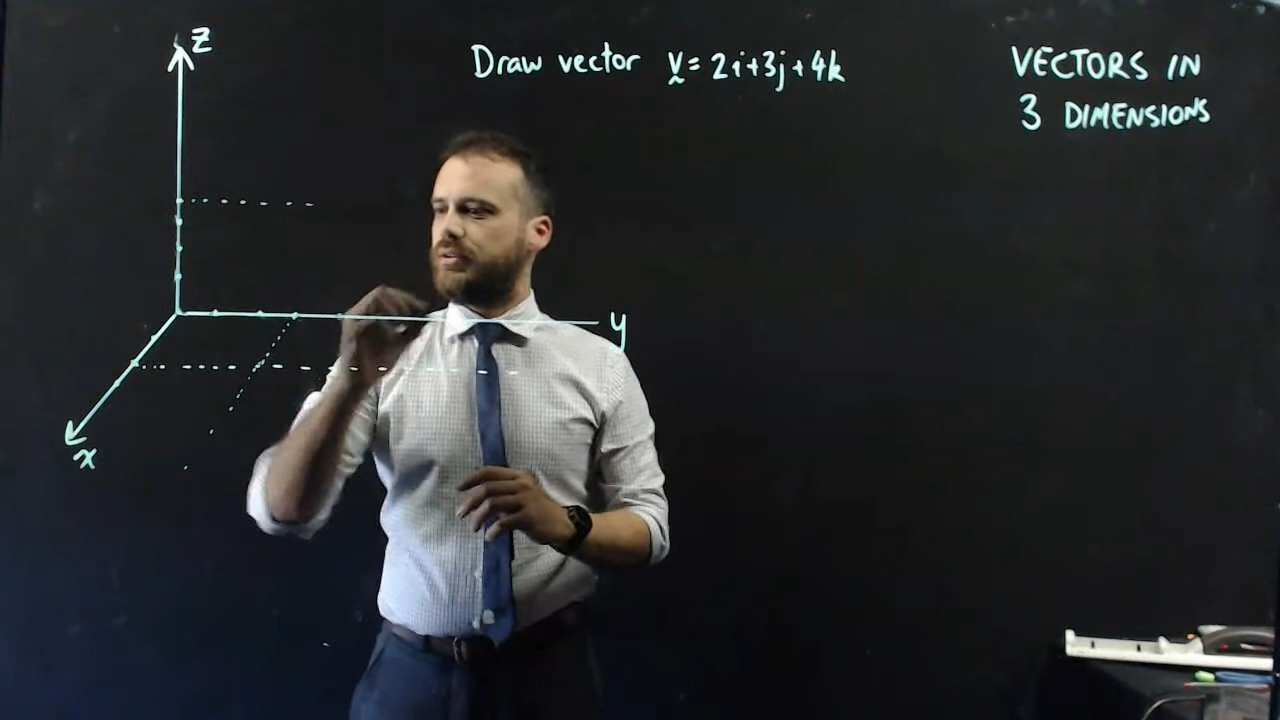 z
Draw vector v̰ = 2i+3j+4k
VECTORS IN
3 DIMENSIONS
y
x